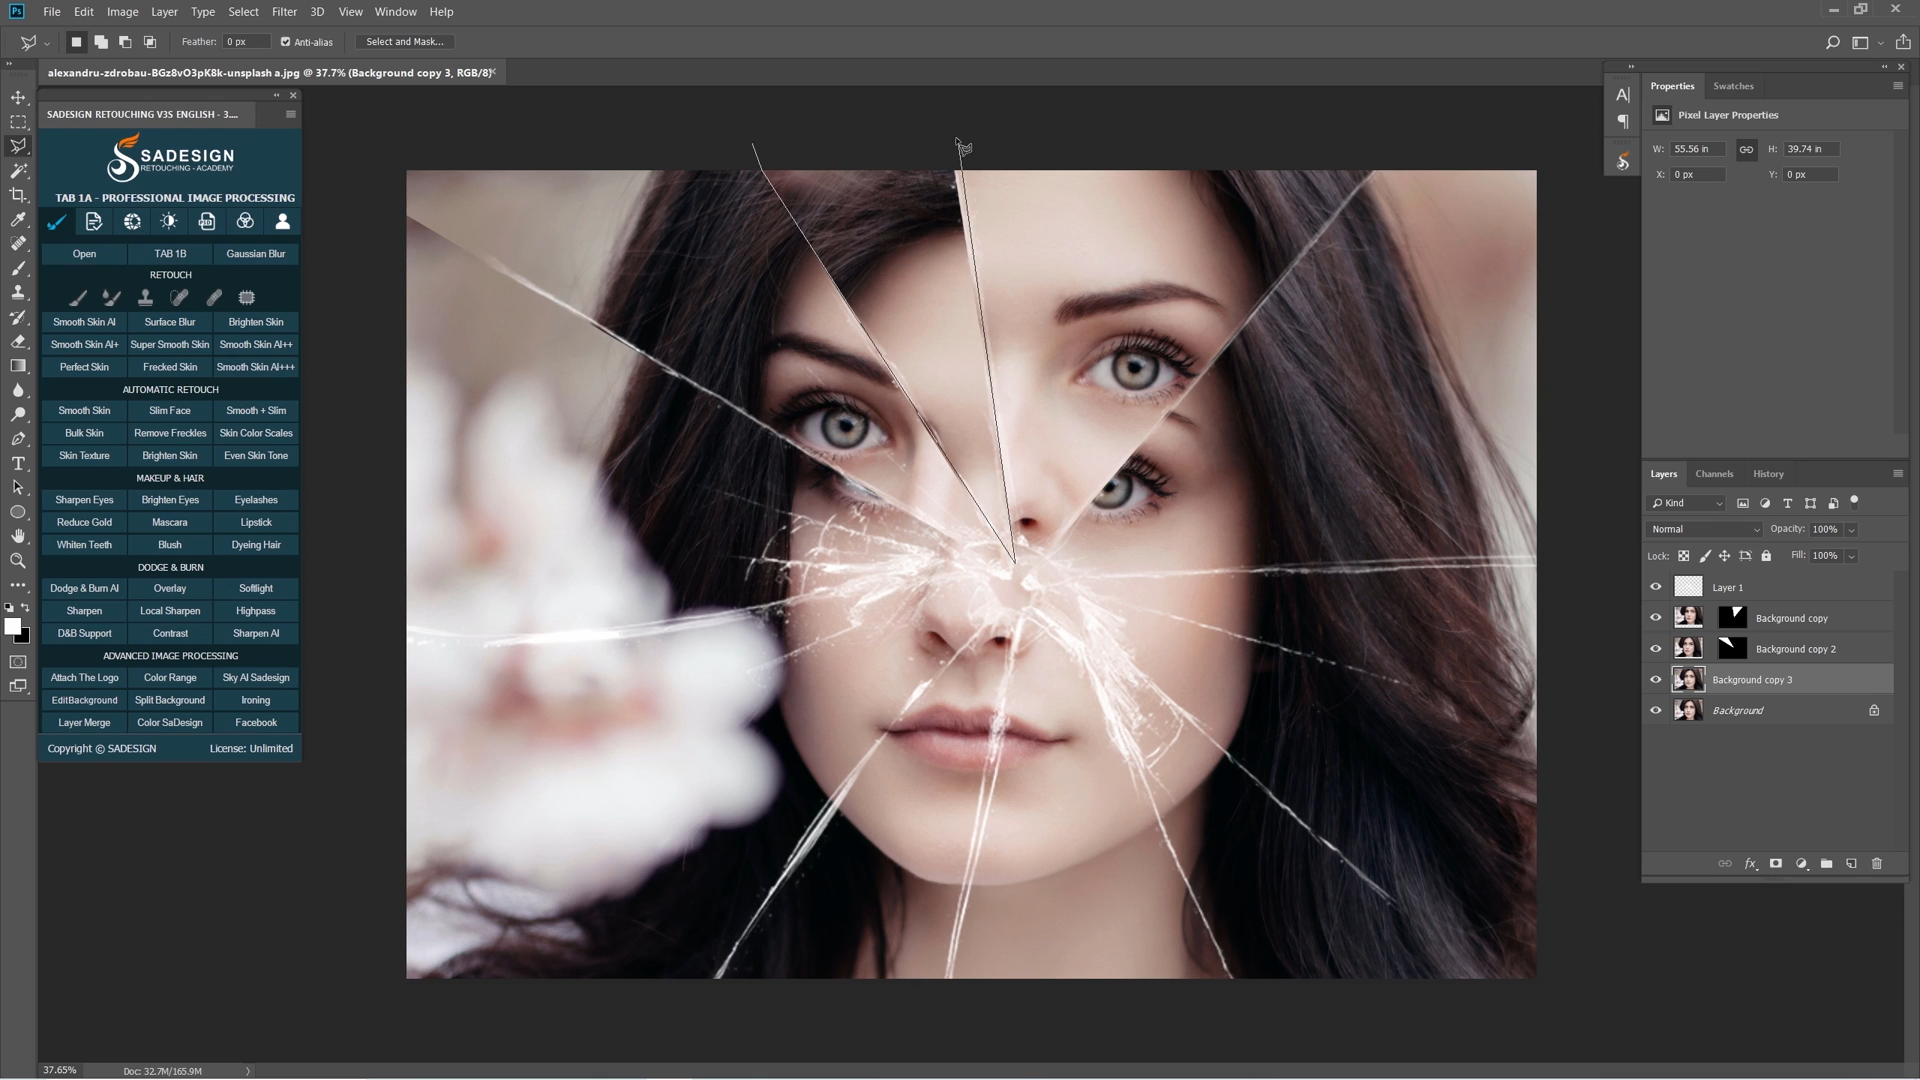 Ps File Edit Image Layer Type Select Filter 3D View Window Help
Feather: 0 px Anti-alias Select and Mask...
alexandru-zdrobau-BGz8vO3pK8k-unsplash a.jpg @ 37.7% (Background copy 3, RGB/8)
SADESIGN RETOUCHING V3S ENGLISH - 3....
SADESIGN
RETOUCHING - ACADEMY
TAB 1A - PROFESSIONAL IMAGE PROCESSING
PSD
Open TAB 1B Gaussian Blur
RETOUCH
Smooth Skin AI Surface Blur Brighten Skin
Smooth Skin AI+ Super Smooth Skin Smooth Skin AI++
Perfect Skin Frecked Skin Smooth Skin AI+++
AUTOMATIC RETOUCH
Smooth Skin Slim Face Smooth + Slim
Bulk Skin Remove Freckles Skin Color Scales
Skin Texture Brighten Skin Even Skin Tone
MAKEUP & HAIR
Sharpen Eyes Brighten Eyes Eyelashes
Reduce Gold Mascara Lipstick
Whiten Teeth Blush Dyeing Hair
DODGE & BURN
Dodge & Burn AI Overlay Softlight
Sharpen Local Sharpen Highpass
D&B Support Contrast Sharpen AI
ADVANCED IMAGE PROCESSING
Attach The Logo Color Range Sky AI Sadesign
EditBackground Split Background Ironing
Layer Merge Color SaDesign Facebook
Copyright © SADESIGN License: Unlimited
37.65% Doc: 32.7M/165.9M
Properties Swatches
Pixel Layer Properties
W: 55.56 in H: 39.74 in
X: 0 px Y: 0 px
Layers Channels History
Kind
Normal Opacity: 100%
Lock: Fill: 100%
Layer 1
Background copy
Background copy 2
Background copy 3
Background
fx